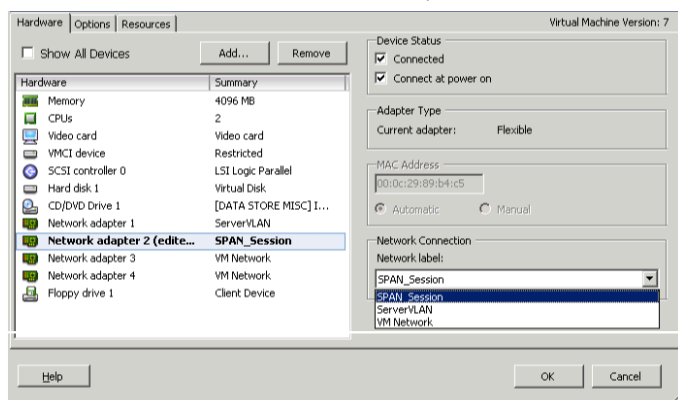 Hardware Options Resources Virtual Machine Version: 7
Show All Devices Add... Remove
Hardware Summary
Memory 4096 MB
CPUs 2
Video card Video card
VMCI device Restricted
SCSI controller 0 LSI Logic Parallel
Hard disk 1 Virtual Disk
CD/DVD Drive 1 [DATA STORE MISC] I...
Network adapter 1 ServerVLAN
Network adapter 2 (edite... SPAN_Session
Network adapter 3 VM Network
Network adapter 4 VM Network
Floppy drive 1 Client Device
Device Status
Connected
Connect at power on
Adapter Type
Current adapter: Flexible
MAC Address
00:0c:29:89:b4:c5
Automatic Manual
Network Connection
Network label:
SPAN_Session
SPAN_Session
ServerVLAN
VM Network
Help OK Cancel